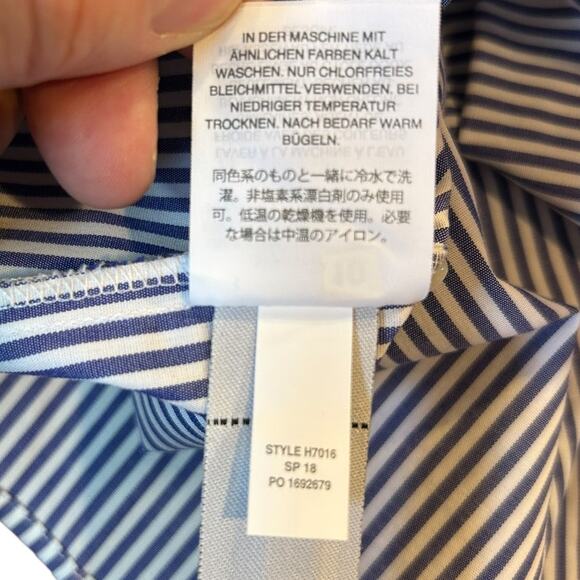 IN DER MASCHINE MIT
ÄHNLICHEN FARBEN KALT
WASCHEN. NUR CHLORFREIES
BLEICHMITTEL VERWENDEN. BEI
NIEDRIGER TEMPERATUR
TROCKNEN. NACH BEDARF WARM
BÜGELN.
同色系のものと一緒に冷水で洗
濯。非塩素系漂白剤のみ使用
可。低温の乾燥機を使用。必要
な場合は中温のアイロン。
STYLE H7016
SP 18
PO 1692679